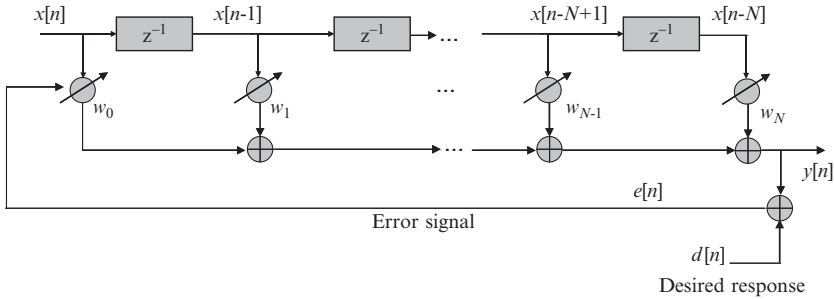 x[n] x[n-1] x[n-N+1] x[n-N]
z⁻¹ z⁻¹ ... z⁻¹
...
w₀ w₁ w_{N-1} w_N
...
y[n]
e[n]
Error signal
d[n]
Desired response